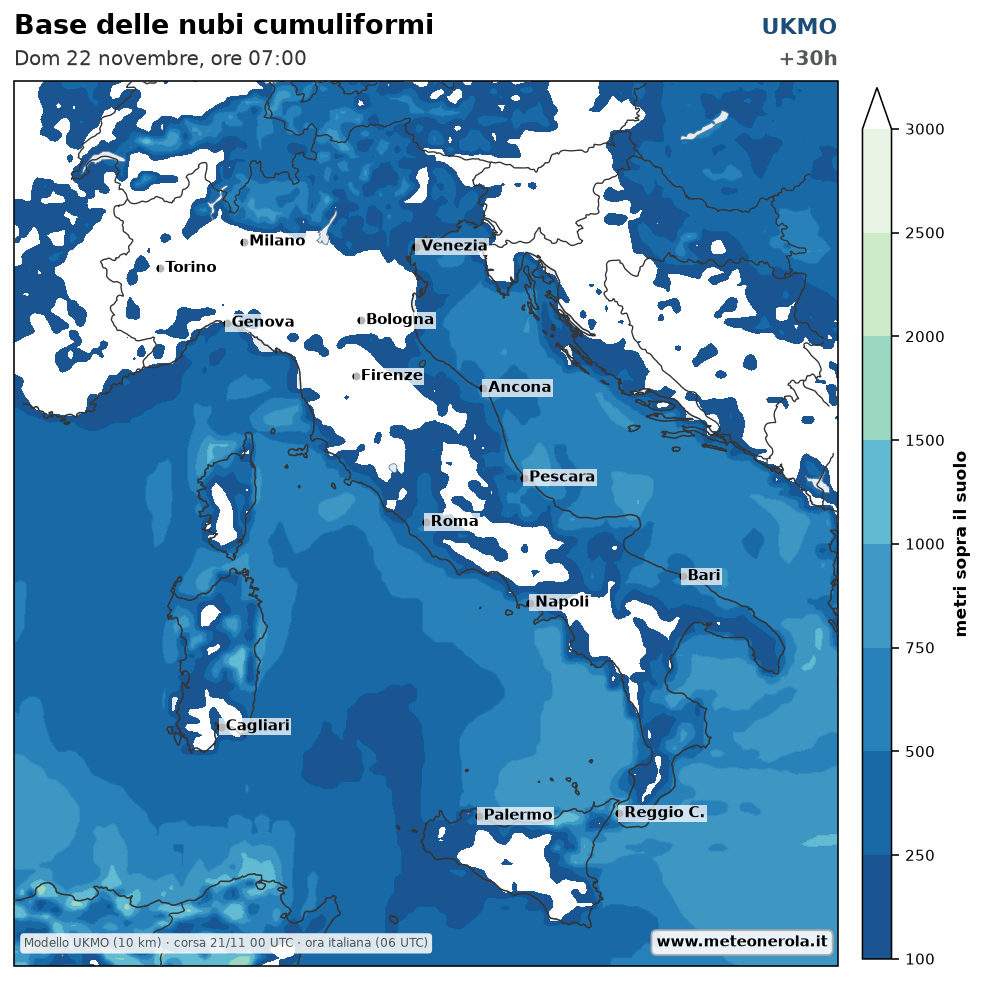 Base delle nubi cumuliformi
UKMO
Dom 22 novembre, ore 07:00
+30h
Milano
Venezia
Torino
Genova
Bologna
Firenze
Ancona
Pescara
Roma
Bari
Napoli
Cagliari
Palermo
Reggio C.
3000
2500
2000
1500
1000
750
500
250
100
metri sopra il suolo
Modello UKMO (10 km) · corsa 21/11 00 UTC · ora italiana (06 UTC)
www.meteonerola.it